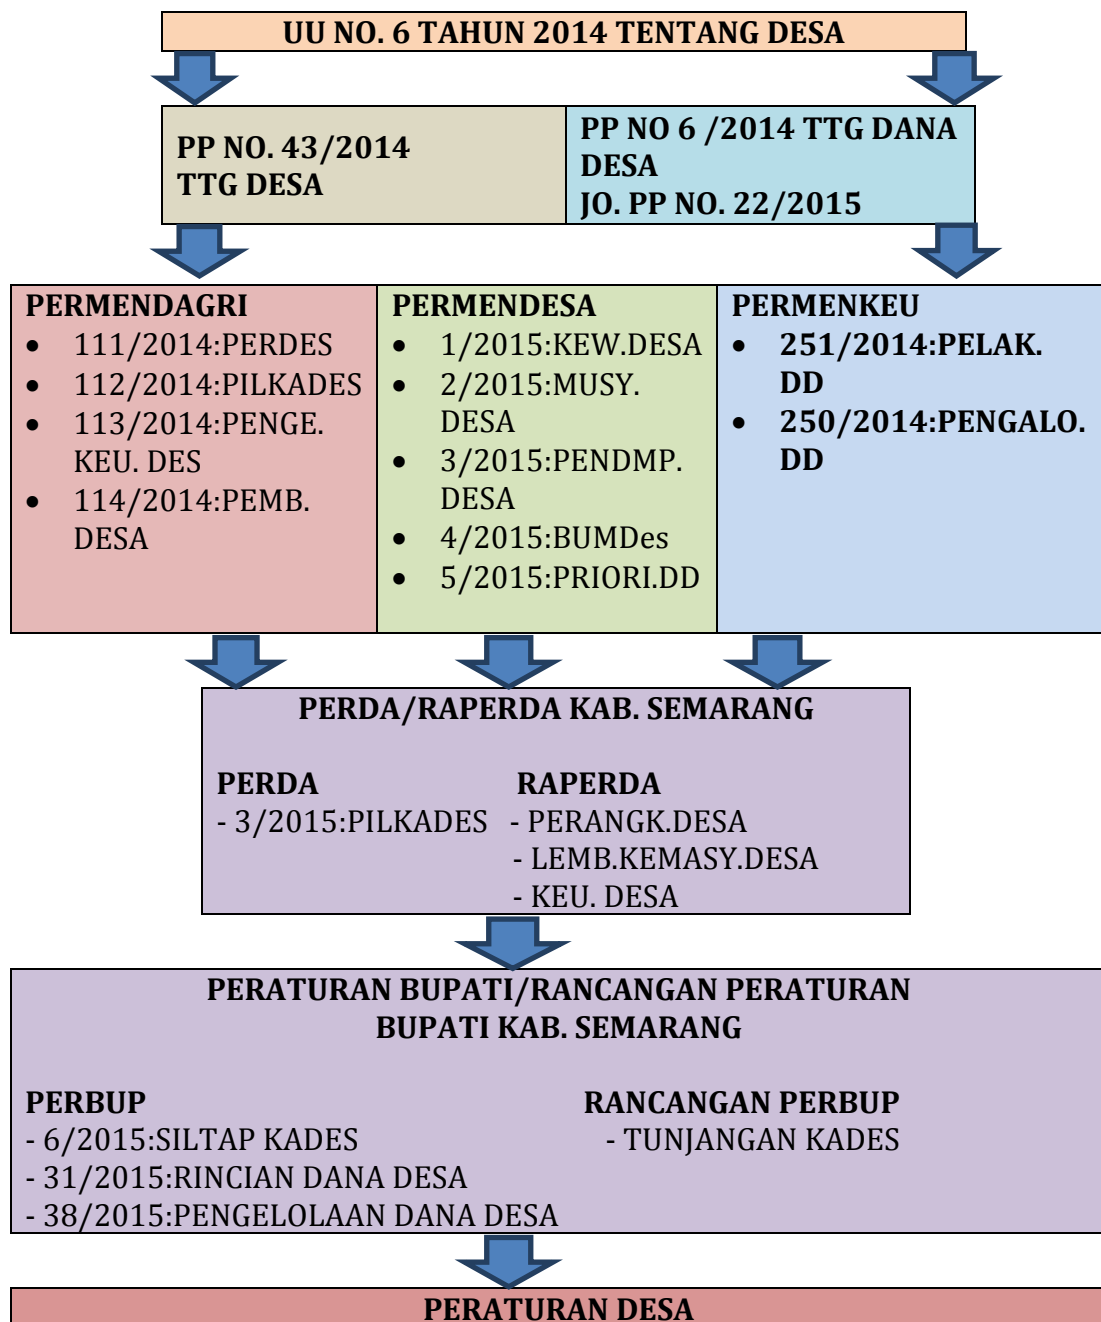 UU NO. 6 TAHUN 2014 TENTANG DESA
PP NO. 43/2014
TTG DESA
PP NO 6 /2014 TTG DANA
DESA
JO. PP NO. 22/2015
PERMENDAGRI
• 111/2014:PERDES
• 112/2014:PILKADES
• 113/2014:PENGE.
KEU. DES
• 114/2014:PEMB.
DESA
PERMENDESA
• 1/2015:KEW.DESA
• 2/2015:MUSY.
DESA
• 3/2015:PENDMP.
DESA
• 4/2015:BUMDes
• 5/2015:PRIORI.DD
PERMENKEU
• 251/2014:PELAK.
DD
• 250/2014:PENGALO.
DD
PERDA/RAPERDA KAB. SEMARANG
PERDA RAPERDA
- 3/2015:PILKADES - PERANGK.DESA
- LEMB.KEMASY.DESA
- KEU. DESA
PERATURAN BUPATI/RANCANGAN PERATURAN
BUPATI KAB. SEMARANG
PERBUP RANCANGAN PERBUP
- 6/2015:SILTAP KADES - TUNJANGAN KADES
- 31/2015:RINCIAN DANA DESA
- 38/2015:PENGELOLAAN DANA DESA
PERATURAN DESA